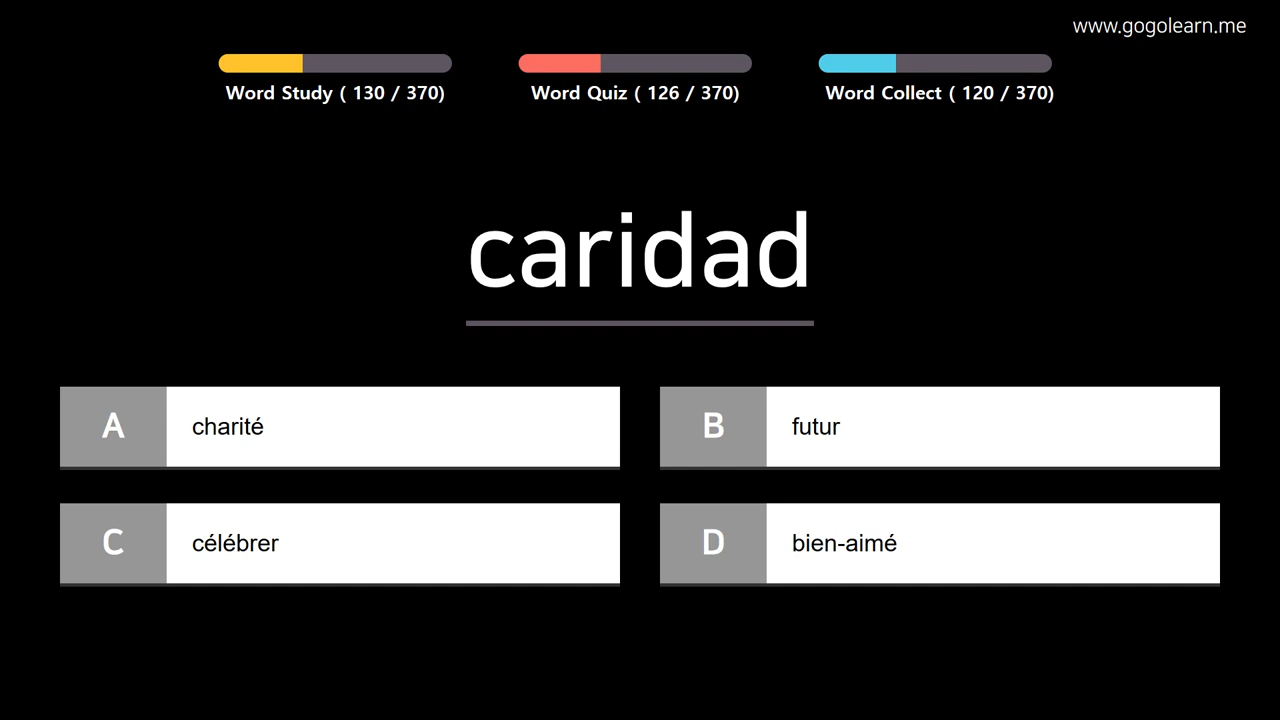 www.gogolearn.me
Word Study ( 130 / 370)
Word Quiz ( 126 / 370)
Word Collect ( 120 / 370)
caridad
A charité
B futur
C célébrer
D bien-aimé